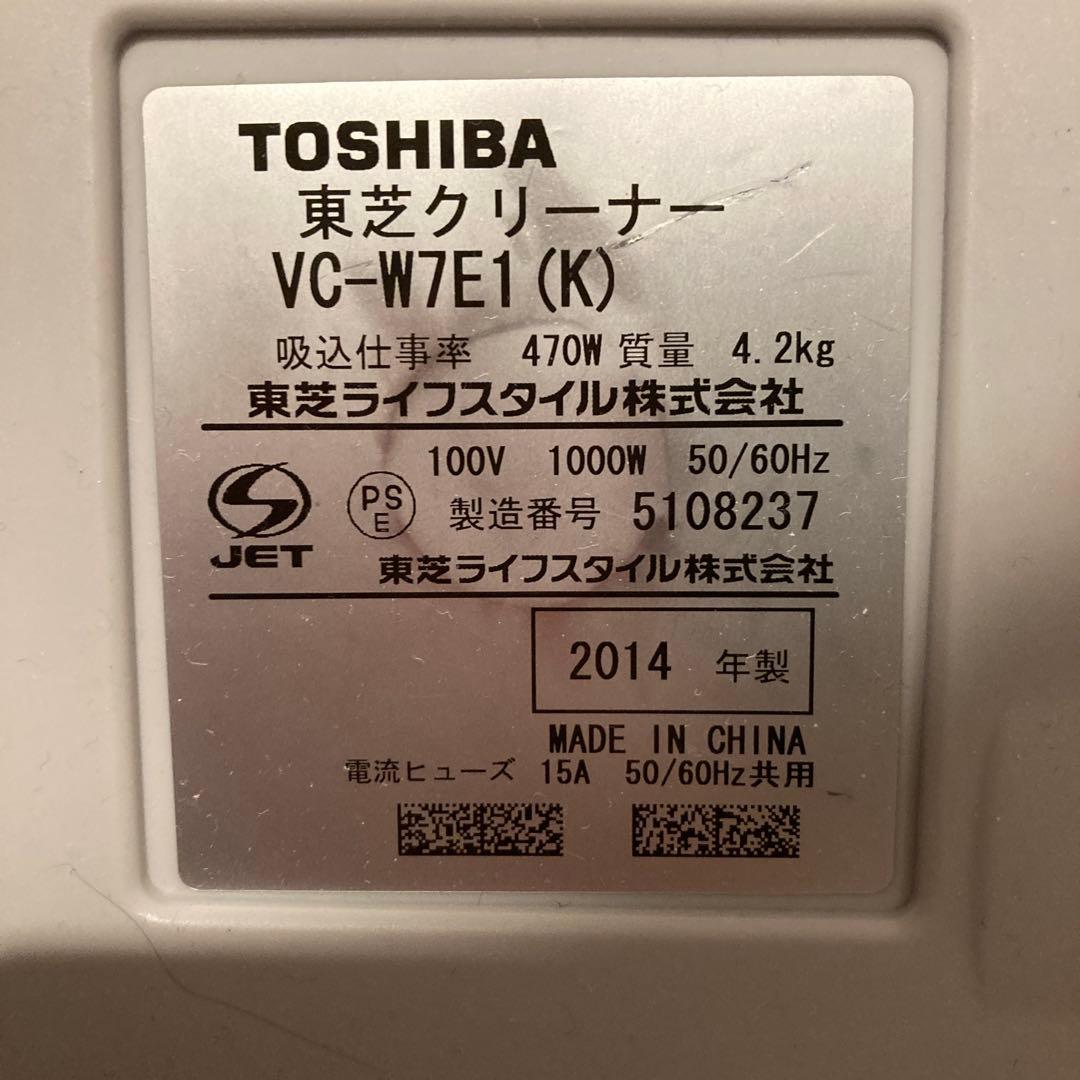 TOSHIBA
東芝クリーナー
VC-W7E1(K)
吸込仕事率 470W 質量 4.2kg
東芝ライフスタイル株式会社
100V 1000W 50/60Hz
JET
PS
E
製造番号 5108237
東芝ライフスタイル株式会社
2014 年製
MADE IN CHINA
電流ヒューズ 15A 50/60Hz共用